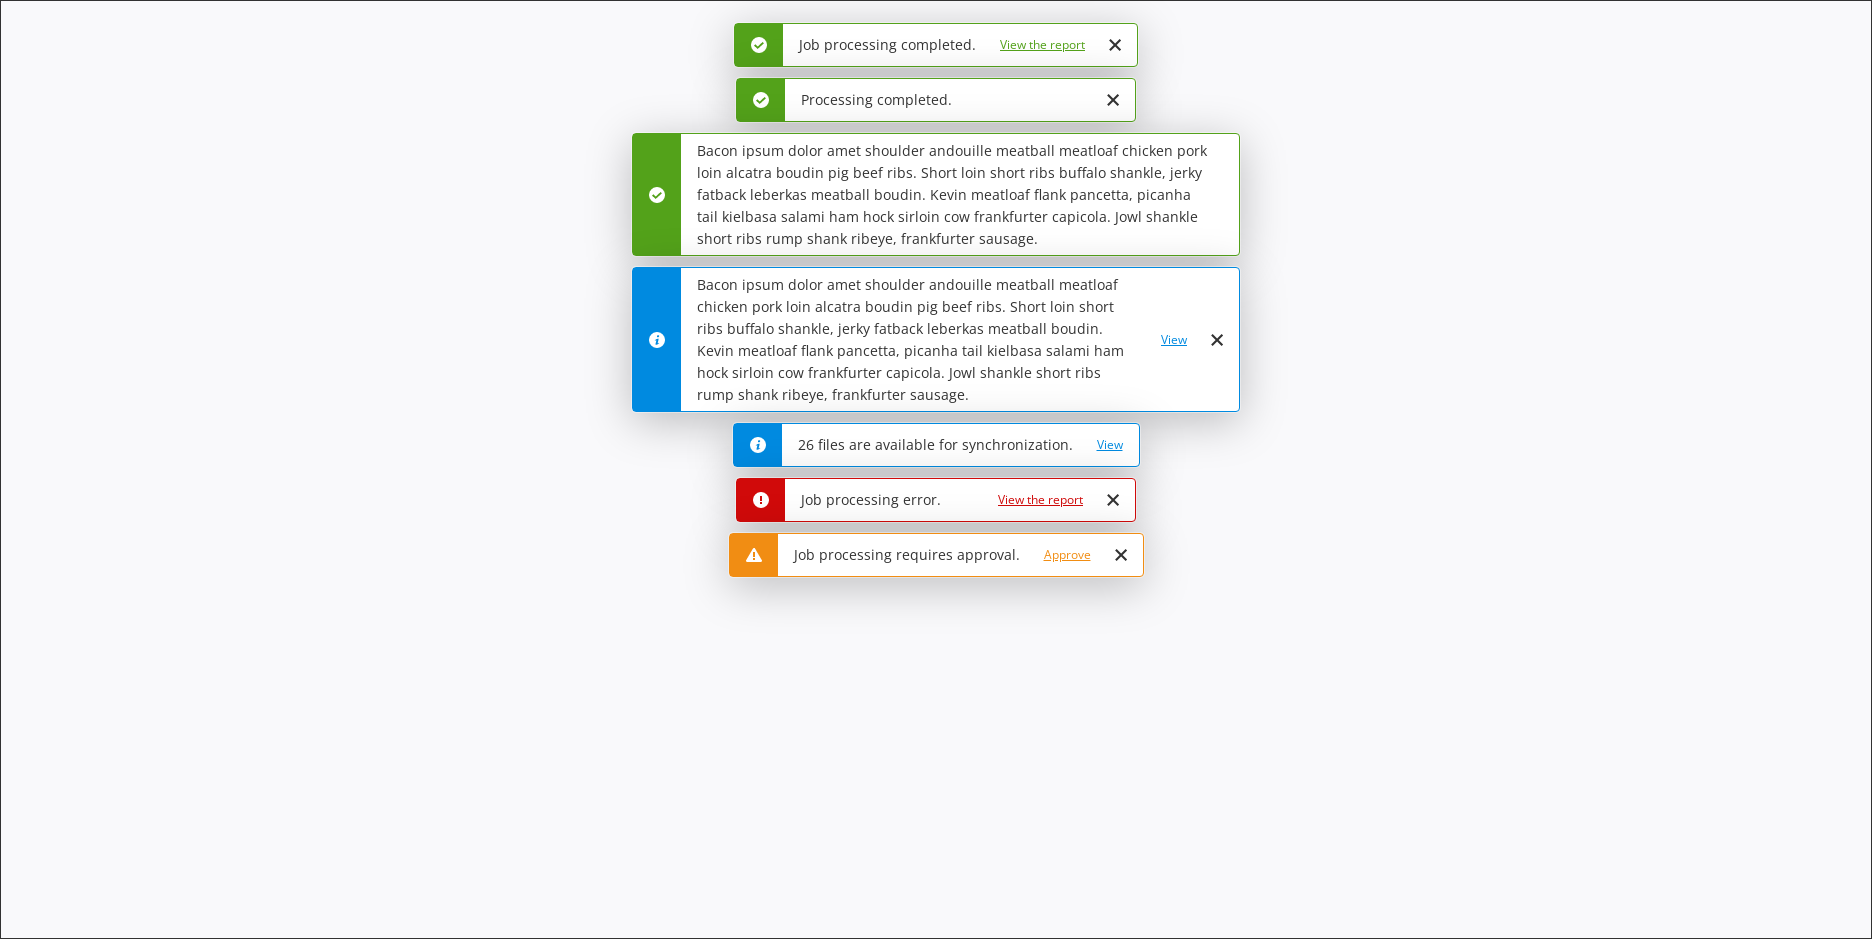 Job processing completed. View the report
Processing completed.
Bacon ipsum dolor amet shoulder andouille meatball meatloaf chicken pork
loin alcatra boudin pig beef ribs. Short loin short ribs buffalo shankle, jerky
fatback leberkas meatball boudin. Kevin meatloaf flank pancetta, picanha
tail kielbasa salami ham hock sirloin cow frankfurter capicola. Jowl shankle
short ribs rump shank ribeye, frankfurter sausage.
Bacon ipsum dolor amet shoulder andouille meatball meatloaf
chicken pork loin alcatra boudin pig beef ribs. Short loin short
ribs buffalo shankle, jerky fatback leberkas meatball boudin.
Kevin meatloaf flank pancetta, picanha tail kielbasa salami ham
hock sirloin cow frankfurter capicola. Jowl shankle short ribs
rump shank ribeye, frankfurter sausage.
View
26 files are available for synchronization. View
Job processing error. View the report
Job processing requires approval. Approve